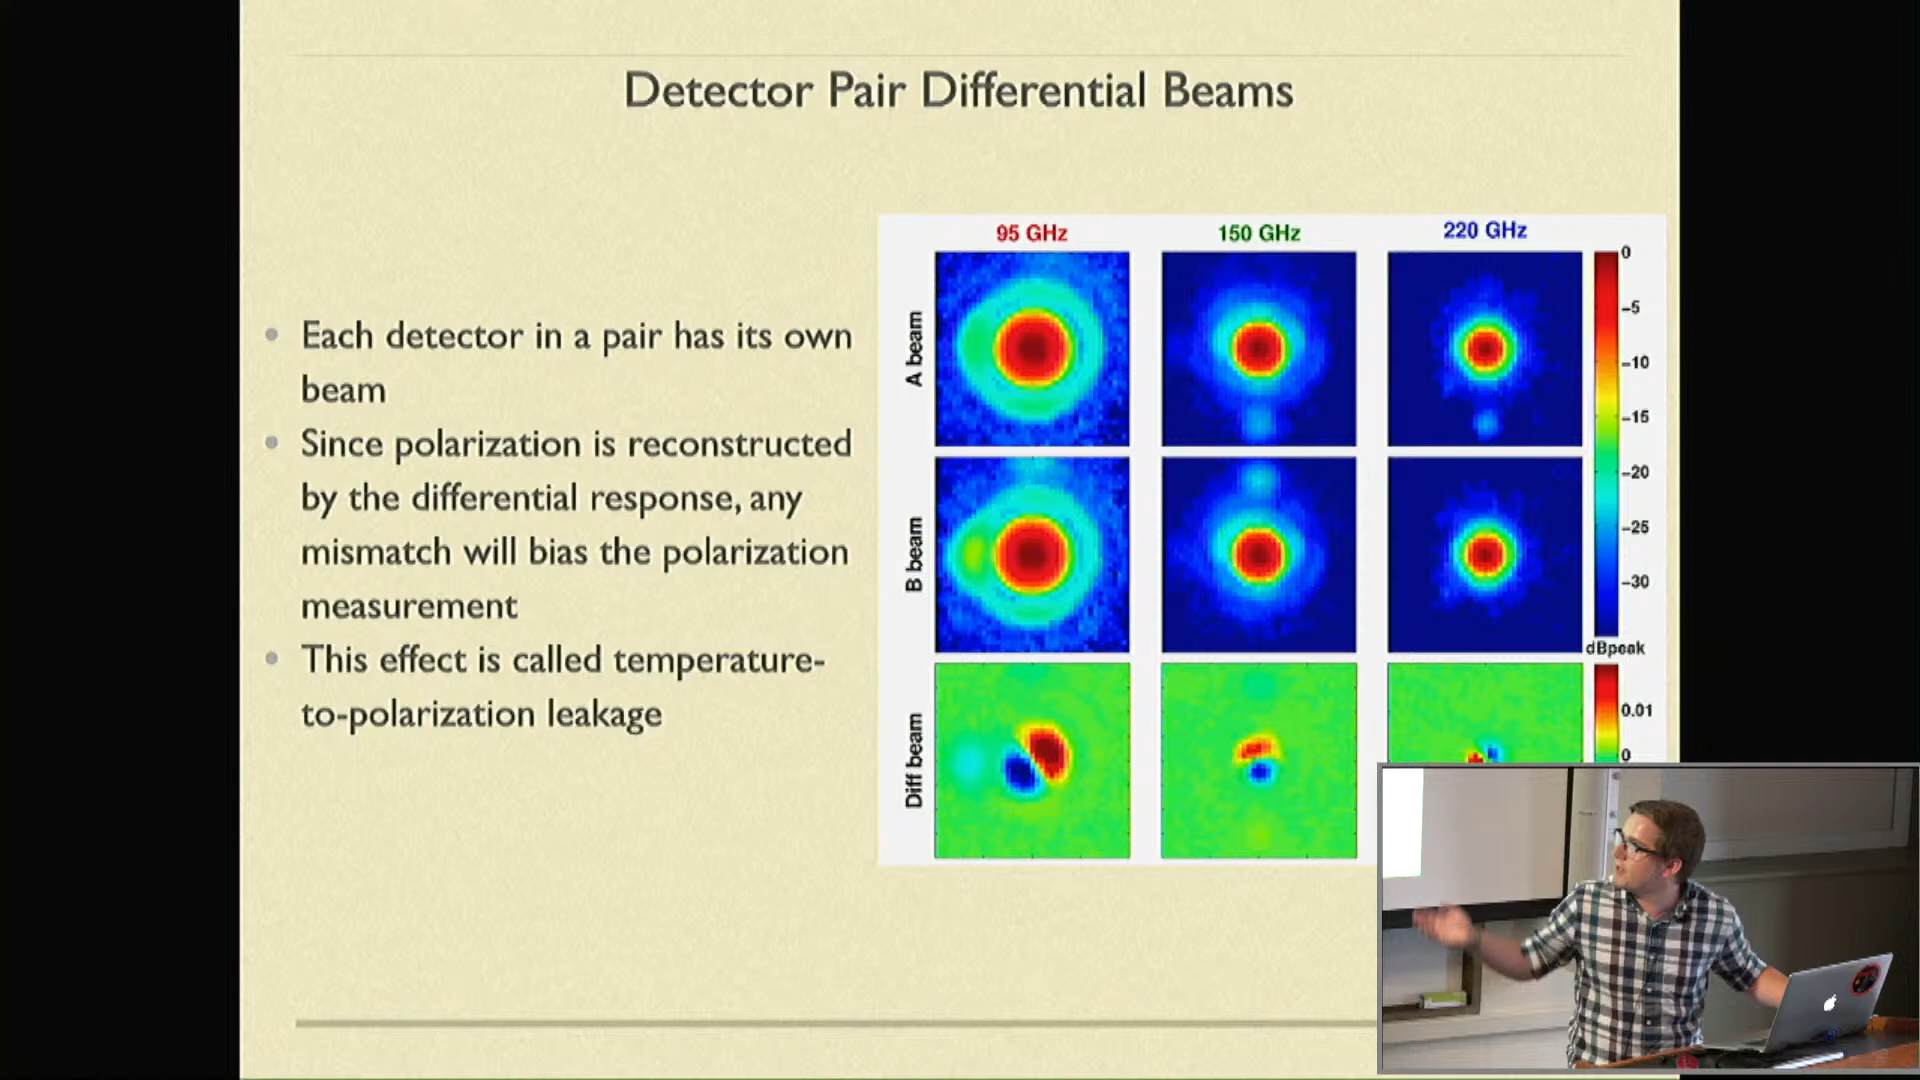 Detector Pair Differential Beams
Each detector in a pair has its own
beam
Since polarization is reconstructed
by the differential response, any
mismatch will bias the polarization
measurement
This effect is called temperature-
to-polarization leakage
95 GHz
150 GHz
220 GHz
A beam
B beam
Diff beam
0
−5
−10
−15
−20
−25
−30
dBpeak
0.01
0